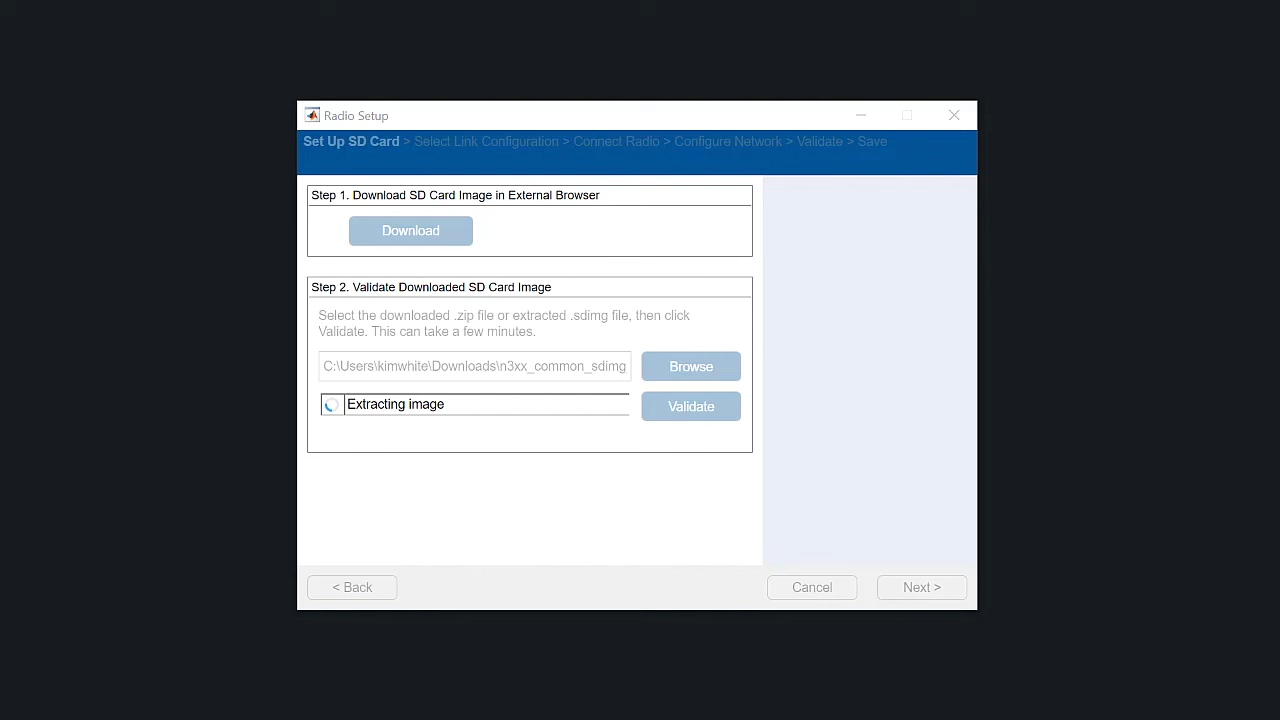 Radio Setup
Set Up SD Card > Select Link Configuration > Connect Radio > Configure Network > Validate > Save
Step 1. Download SD Card Image in External Browser
Download
Step 2. Validate Downloaded SD Card Image
Select the downloaded .zip file or extracted .sdimg file, then click
Validate. This can take a few minutes.
C:\Users\kimwhite\Downloads\n3xx_common_sdimg
Browse
Extracting image
Validate
< Back
Cancel
Next >